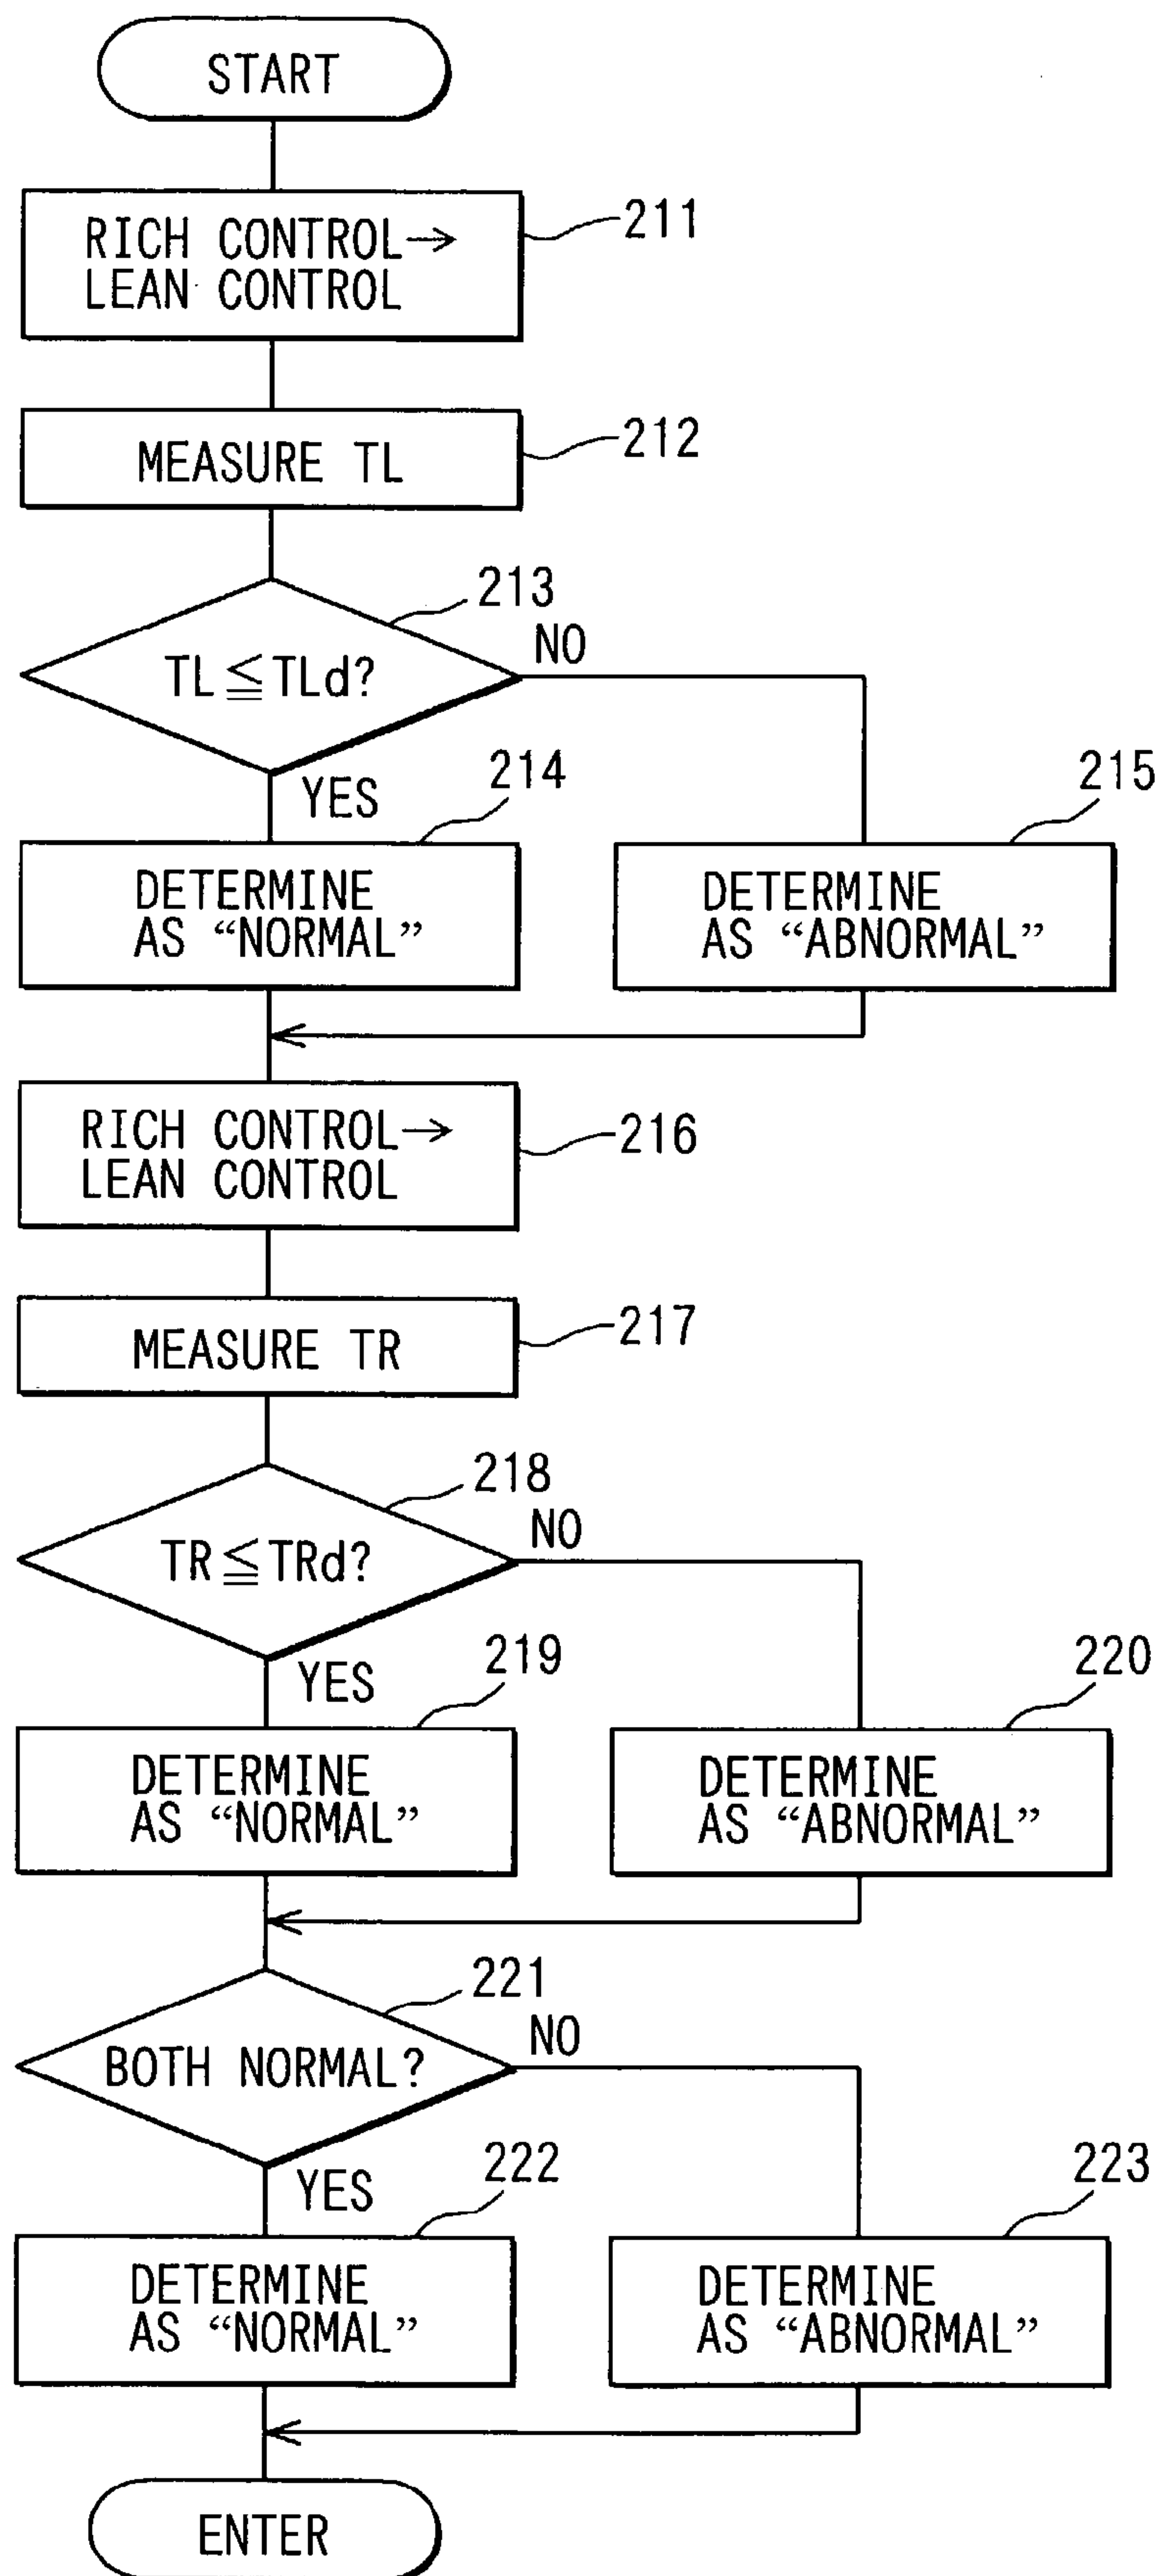 START
RICH CONTROL→
LEAN CONTROL
211
MEASURE TL
212
213
TL≦TLd?
NO
YES
214
215
DETERMINE
AS “NORMAL”
DETERMINE
AS “ABNORMAL”
RICH CONTROL→
LEAN CONTROL
216
MEASURE TR
217
218
TR≦TRd?
NO
YES
219
220
DETERMINE
AS “NORMAL”
DETERMINE
AS “ABNORMAL”
221
BOTH NORMAL?
NO
YES
222
223
DETERMINE
AS “NORMAL”
DETERMINE
AS “ABNORMAL”
ENTER